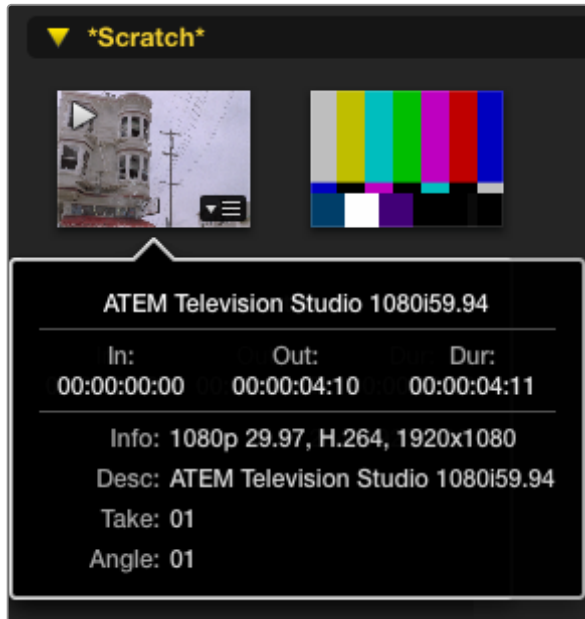 *Scratch*
ATEM Television Studio 1080i59.94
In: Out: Dur:
00:00:00:00 00:00:04:10 00:00:04:11
Info: 1080p 29.97, H.264, 1920x1080
Desc: ATEM Television Studio 1080i59.94
Take: 01
Angle: 01